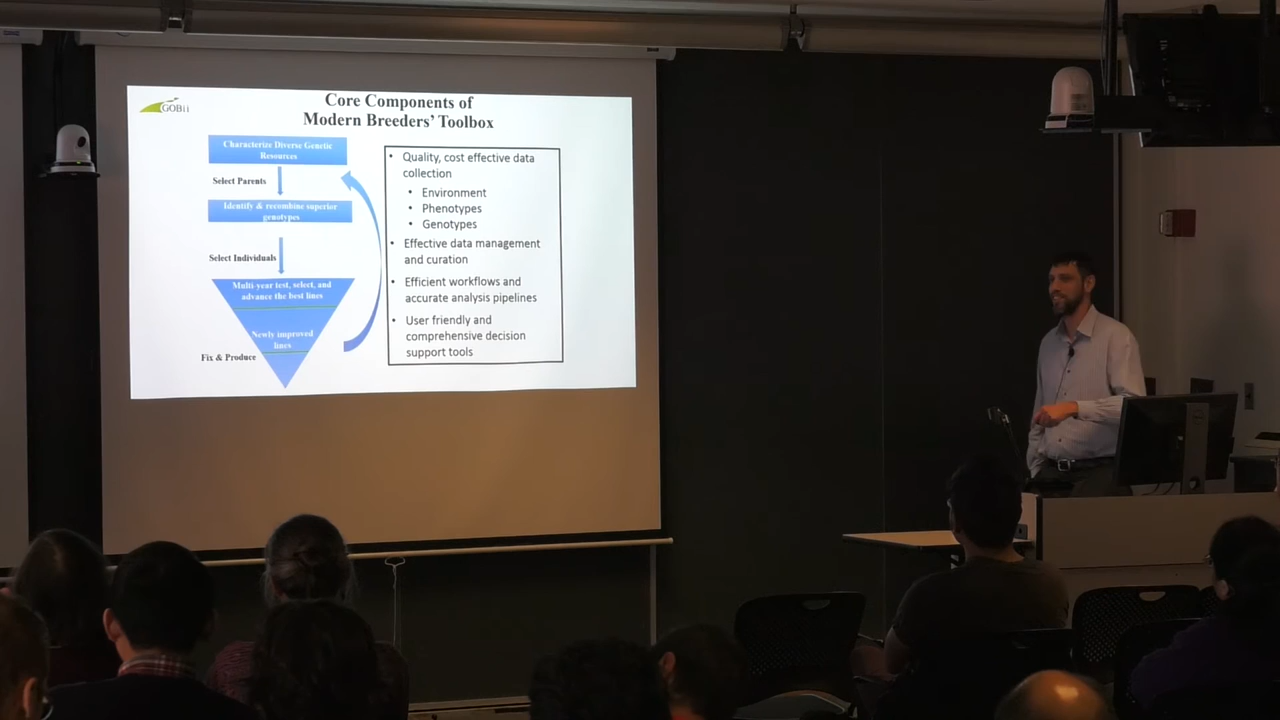 GOBii
Core Components of
Modern Breeders' Toolbox
Characterize Diverse Genetic
Resources
Select Parents
Identify & recombine superior
genotypes
Select Individuals
Multi-year test, select, and
advance the best lines
Newly improved
lines
Fix & Produce
• Quality, cost effective data
collection
• Environment
• Phenotypes
• Genotypes
• Effective data management
and curation
• Efficient workflows and
accurate analysis pipelines
• User friendly and
comprehensive decision
support tools